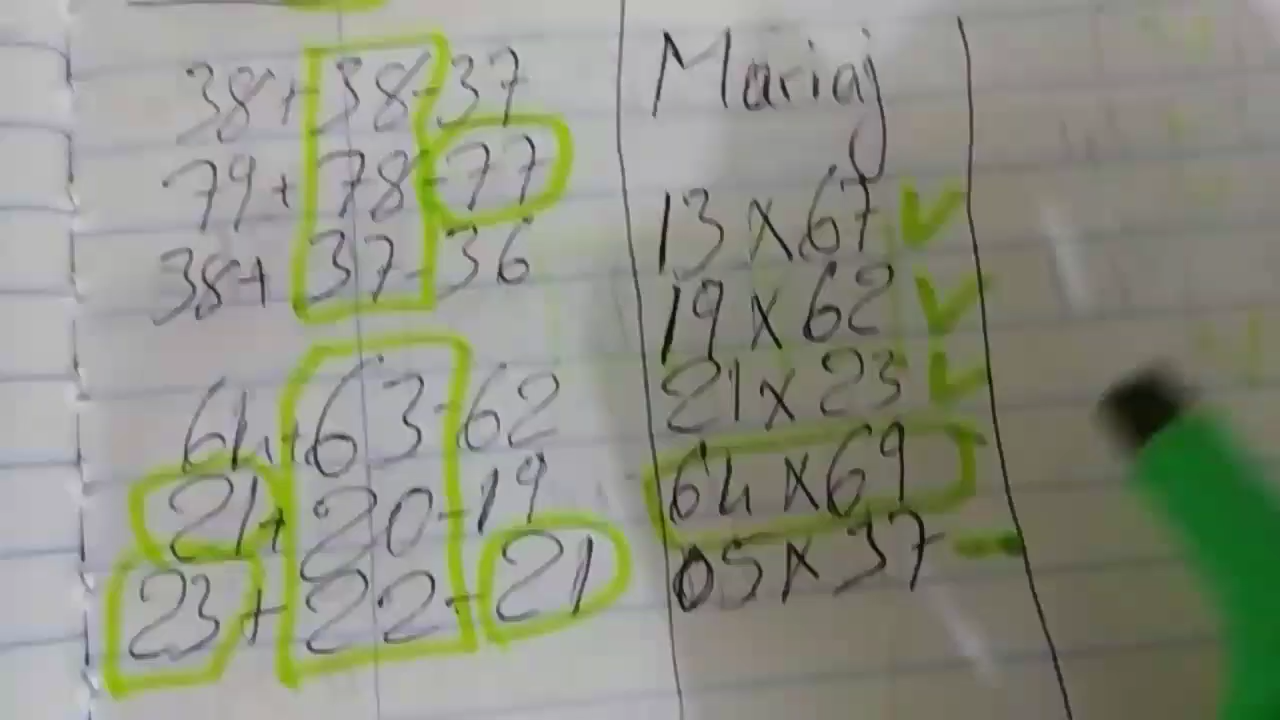 38+38-37
79+78-77
38+37-36
64+63-62
21+20-19
23+22-21
Mariaj
13x67
19x62
21x23
64x69
05x37